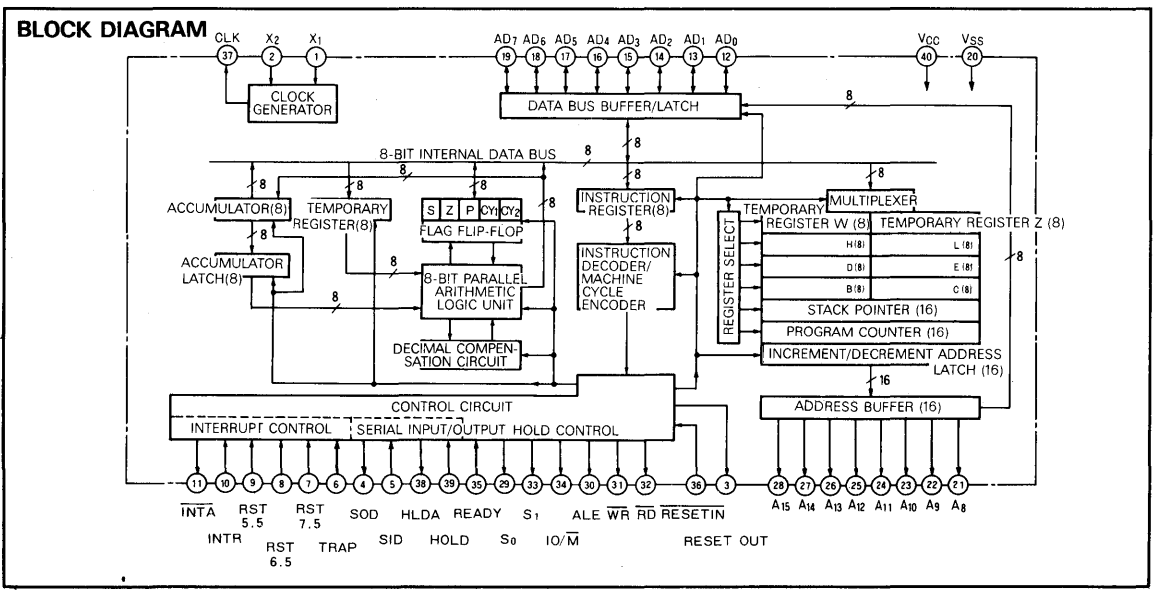 BLOCK DIAGRAM
CLK X2 X1 AD7 AD6 AD5 AD4 AD3 AD2 AD1 AD0 VCC VSS
37 2 1 19 18 17 16 15 14 13 12 40 20
CLOCK
GENERATOR
DATA BUS BUFFER/LATCH
8
8
8-BIT INTERNAL DATA BUS
8
8
8
8
8
8
8
8
ACCUMULATOR(8)
TEMPORARY
REGISTER(8)
S Z P CY1 CY2
FLAG FLIP-FLOP
INSTRUCTION
REGISTER(8)
MULTIPLEXER
TEMPORARY
REGISTER W (8)
TEMPORARY REGISTER Z (8)
8
8
8
ACCUMULATOR
LATCH(8)
8
8
8-BIT PARALLEL
ARITHMETIC
LOGIC UNIT
INSTRUCTION
DECODER/
MACHINE
CYCLE
ENCODER
REGISTER SELECT
H(8) L(8)
D(8) E(8)
B(8) C(8)
STACK POINTER (16)
PROGRAM COUNTER (16)
DECIMAL COMPEN-
SATION CIRCUIT
INCREMENT/DECREMENT ADDRESS
LATCH (16)
16
CONTROL CIRCUIT
ADDRESS BUFFER (16)
INTERRUPT CONTROL
SERIAL INPUT/OUTPUT HOLD CONTROL
11 10 9 8 7 6 4 5 38 39 35 29 33 34 30 31 32 36 3 28 27 26 25 24 23 22 21
INTA
RST
5.5
RST
7.5
SOD HLDA READY S1 ALE WR RD RESETIN
A15 A14 A13 A12 A11 A10 A9 A8
INTR
RST
6.5
TRAP SID HOLD S0 IO/M RESET OUT